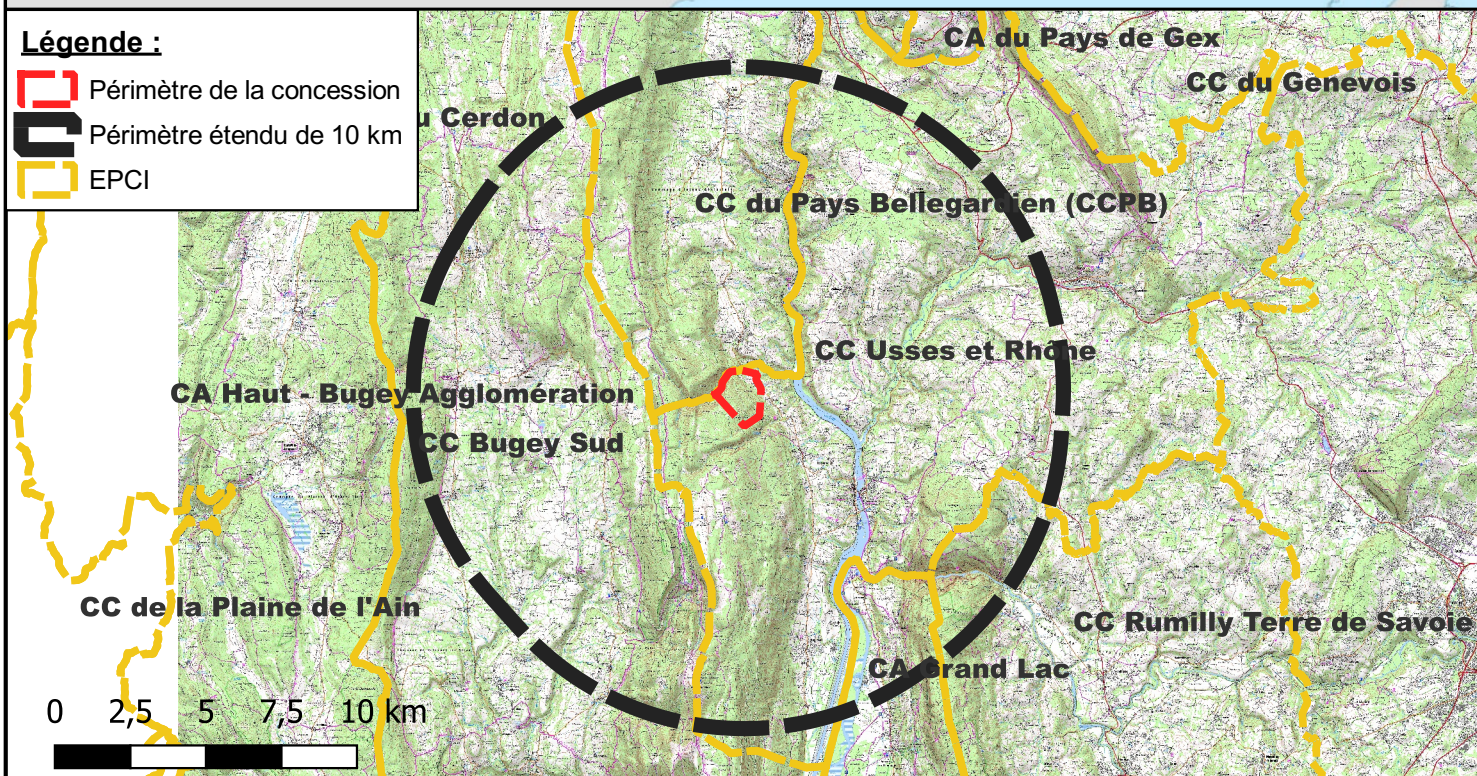 Légende :
Périmètre de la concession
Périmètre étendu de 10 km
EPCI
CA du Pays de Gex
CC du Genevois
u Cerdon
CC du Pays Bellegardien (CCPB)
CC Usses et Rhône
CA Haut - Bugey Agglomération
CC Bugey Sud
CC de la Plaine de l'Ain
CC Rumilly Terre de Savoie
CA Grand Lac
0 2,5 5 7,5 10 km